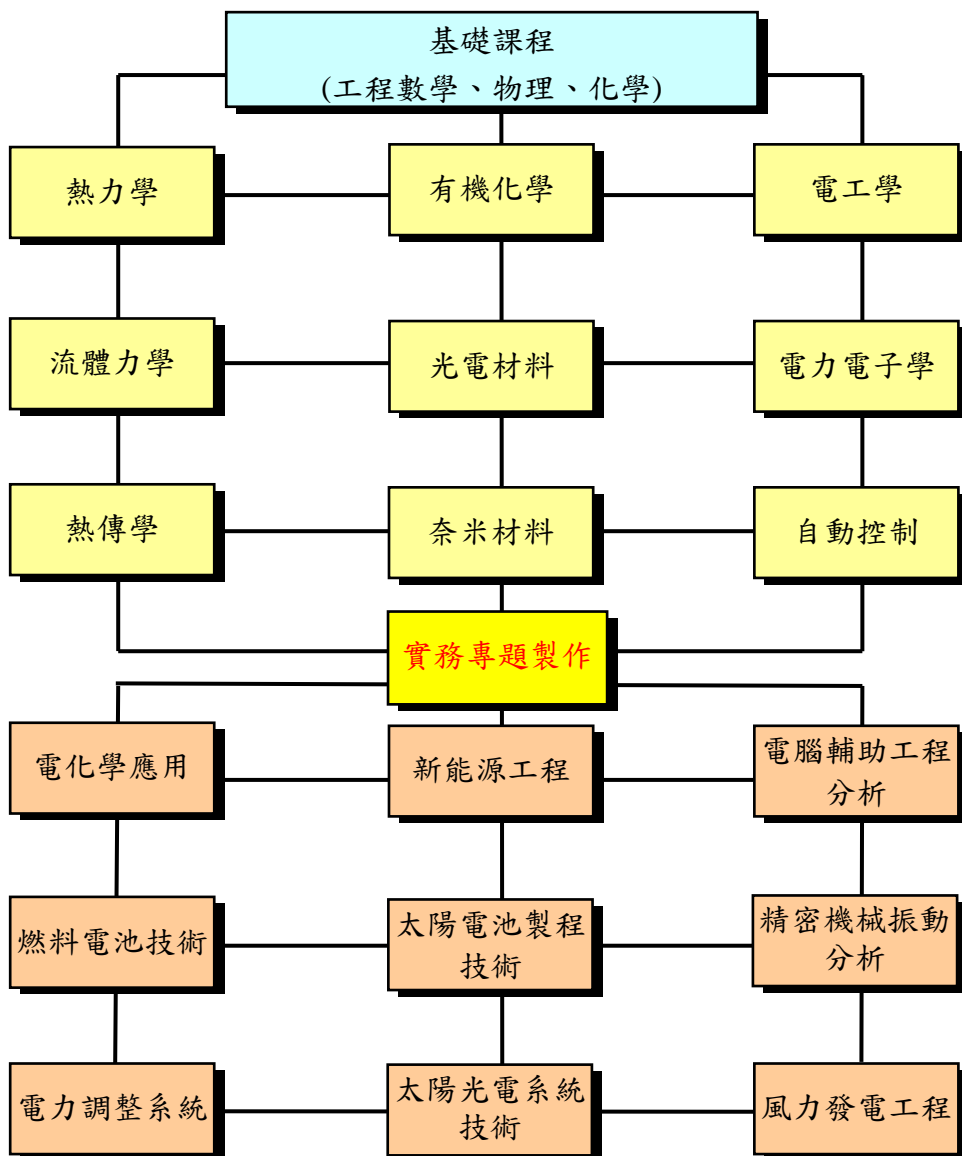 基礎課程
(工程數學、物理、化學)
熱力學
有機化學
電工學
流體力學
光電材料
電力電子學
熱傳學
奈米材料
自動控制
實務專題製作
電化學應用
新能源工程
電腦輔助工程
分析
燃料電池技術
太陽電池製程
技術
精密機械振動
分析
電力調整系統
太陽光電系統
技術
風力發電工程